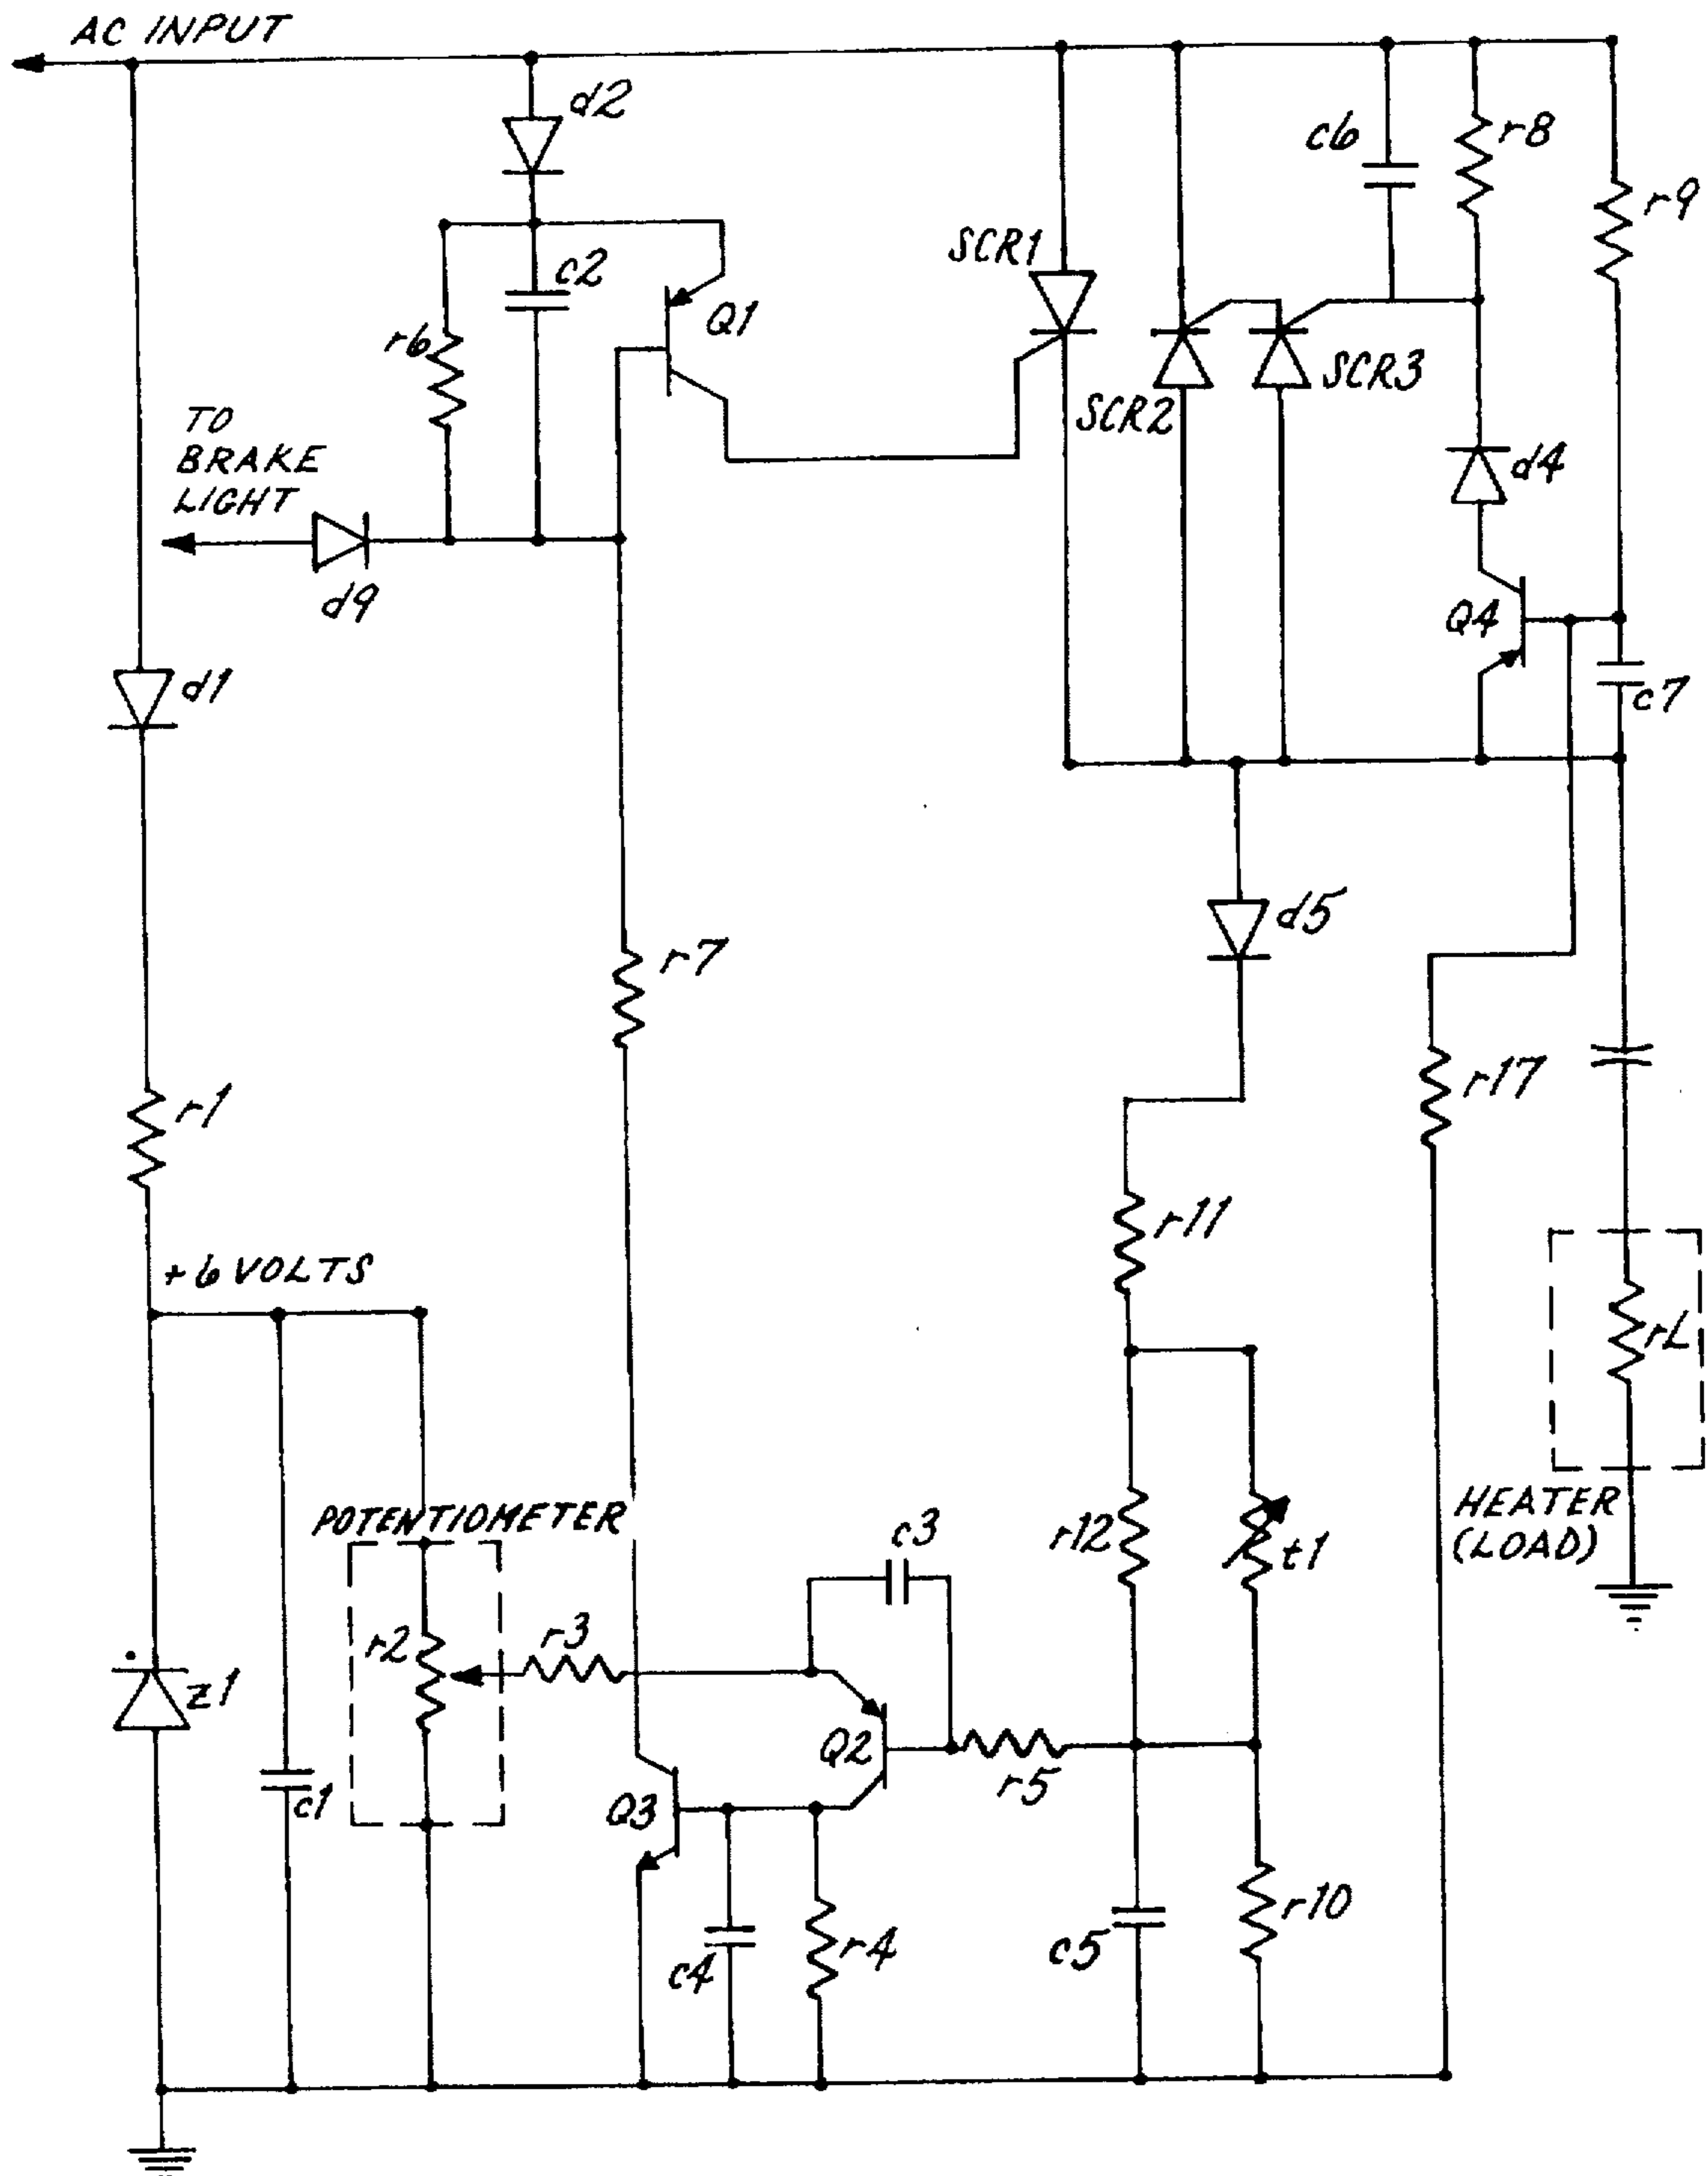 AC INPUT
d2
c6
r8
r9
SCR1
c2
Q1
r6
SCR2
SCR3
TO
BRAKE
LIGHT
d4
d9
Q4
d1
c7
d5
r7
r17
r1
r11
+6 VOLTS
rL
POTENTIOMETER
HEATER
(LOAD)
c3
r12
t1
r2
r3
z1
Q2
r5
c1
Q3
r10
c4
r4
c5